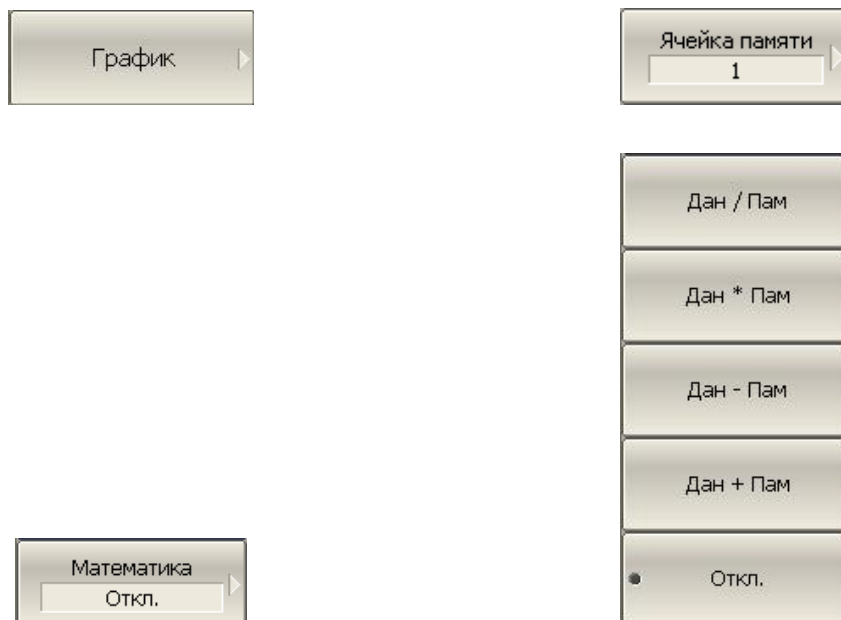 График
Ячейка памяти
1
Дан / Пам
Дан * Пам
Дан - Пам
Дан + Пам
Математика
Откл.
Откл.